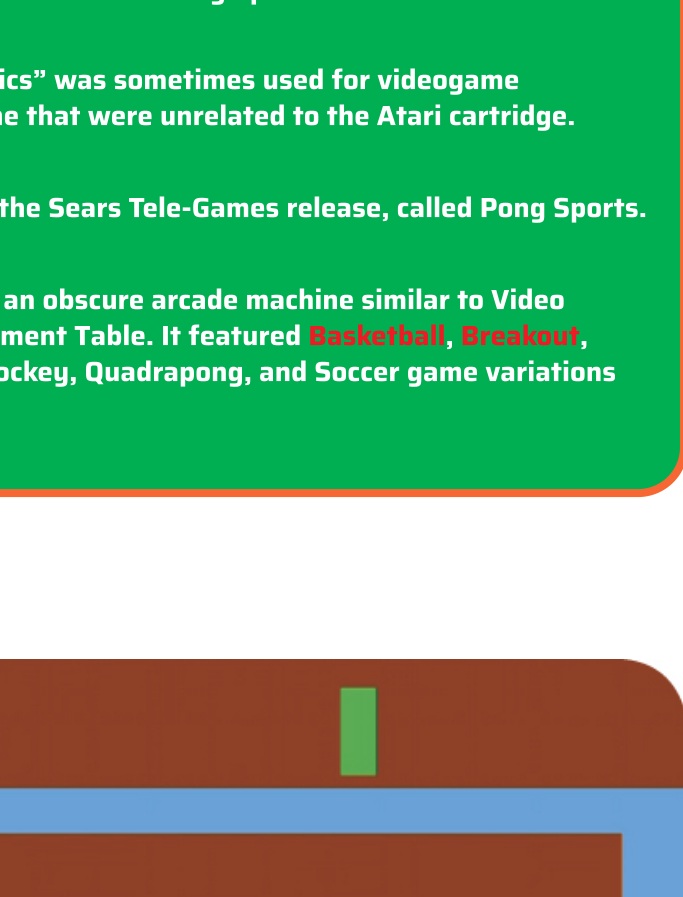 ics” was sometimes used for videogame
e that were unrelated to the Atari cartridge.
the Sears Tele-Games release, called Pong Sports.
an obscure arcade machine similar to Video
ment Table. It featured Basketball, Breakout,
ockey, Quadrapong, and Soccer game variations